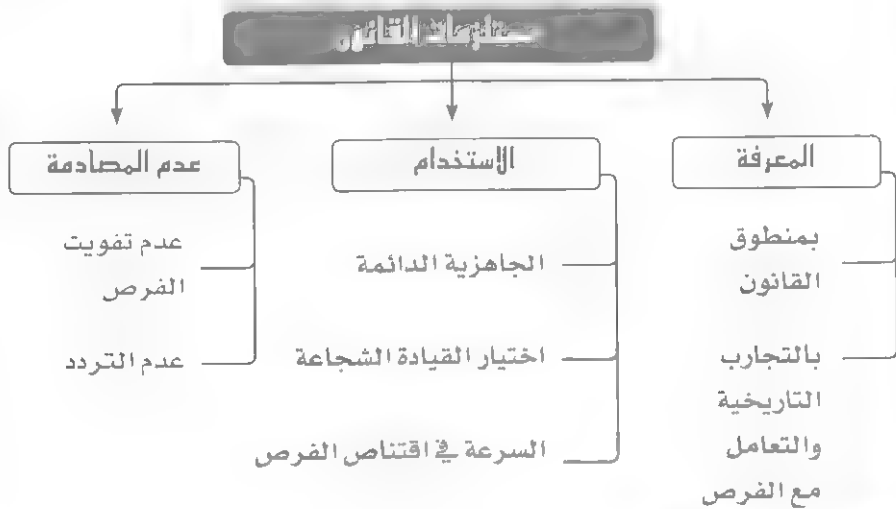 القانون
المعرفة
بمنطوق
القانون
بالتجارب
التاريخية
والتعامل
مع الفرص
الاستخدام
الجاهزية الدائمة
اختيار القيادة الشجاعة
السرعة في اقتناص الفرص
عدم المصادمة
عدم تفويت
الفرص
عدم التردد